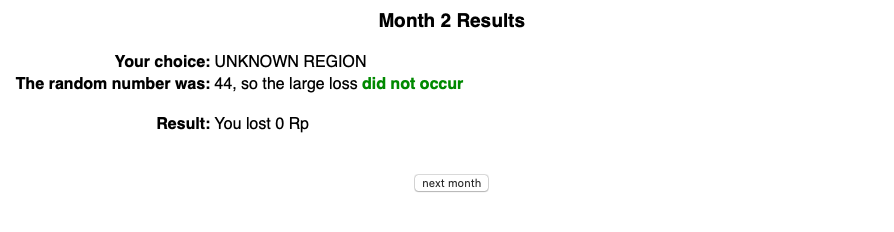 Month 2 Results
Your choice: UNKNOWN REGION
The random number was: 44, so the large loss did not occur
Result: You lost 0 Rp
next month